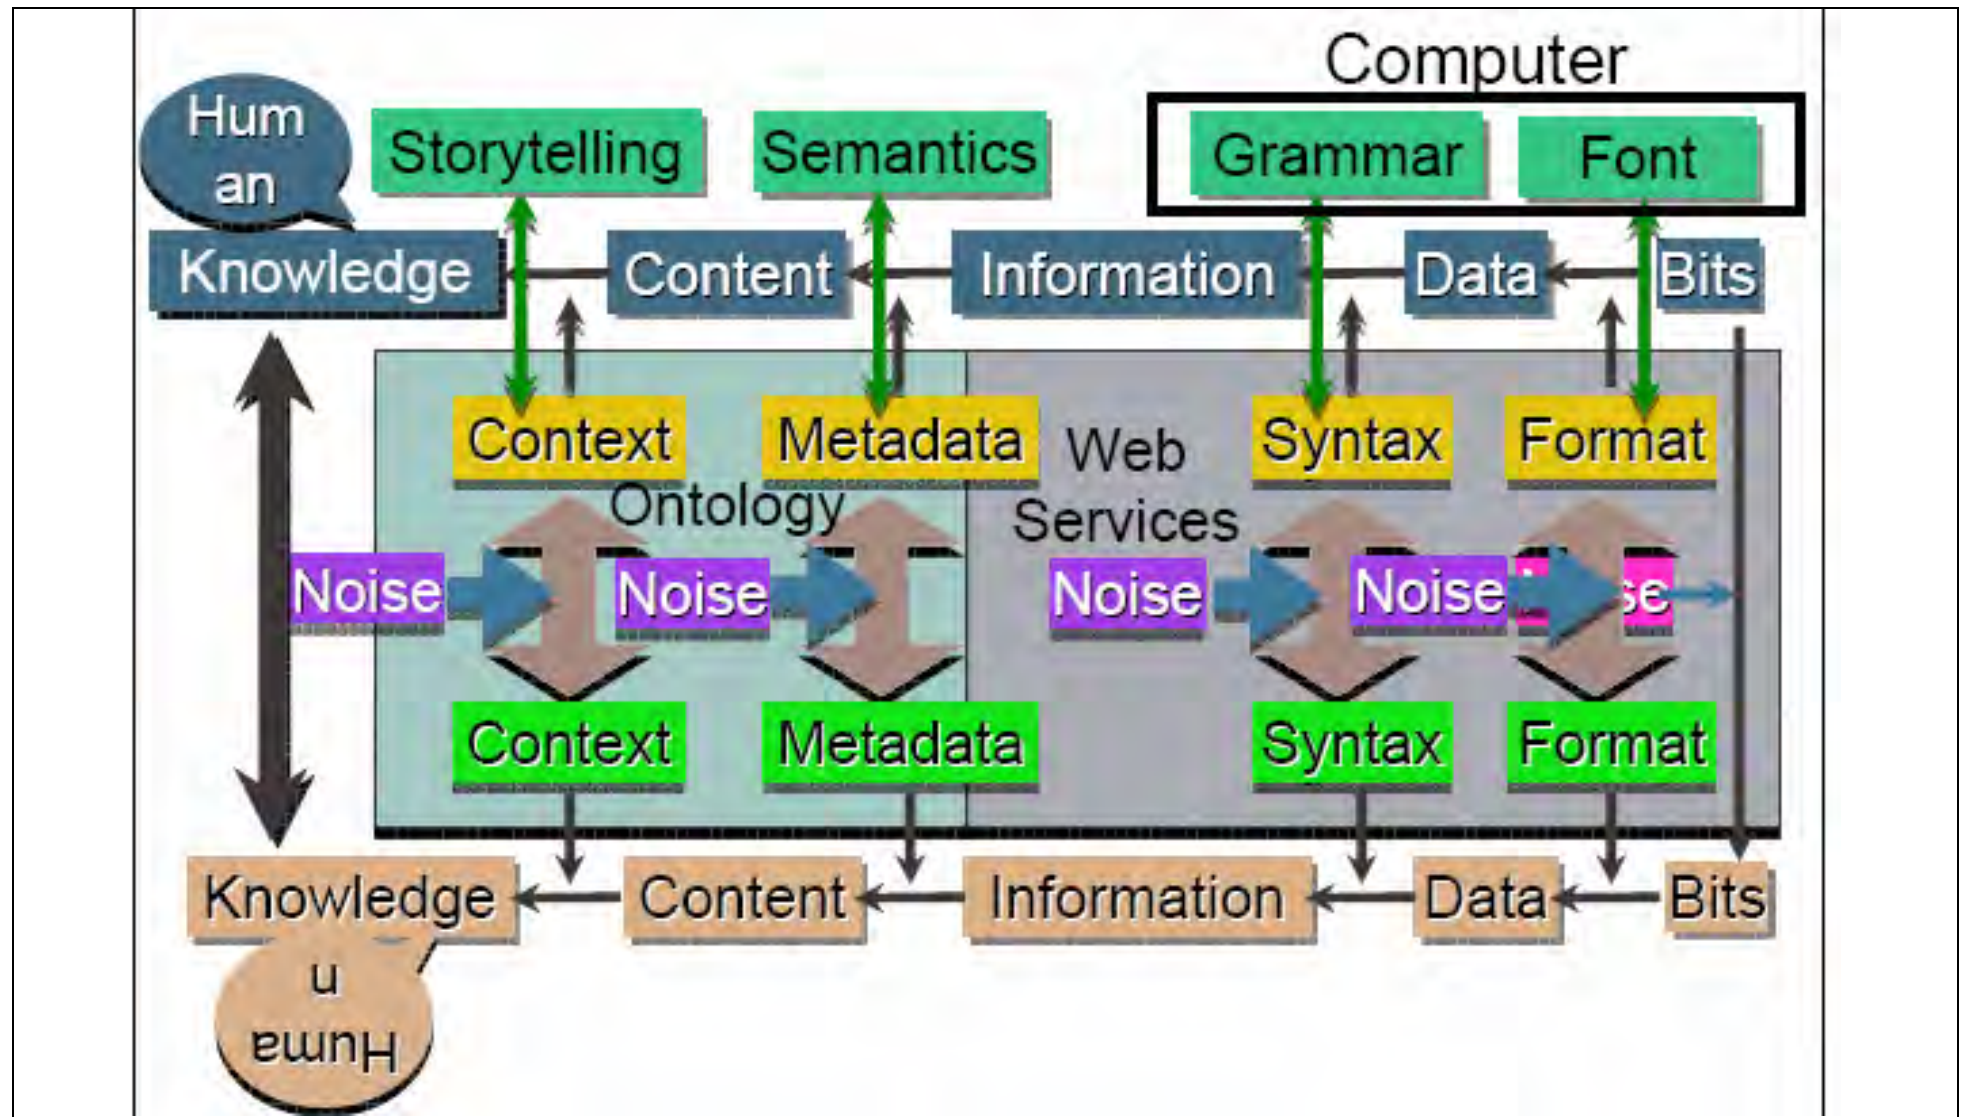 Computer
Hum
an
Storytelling
Semantics
Grammar
Font
Knowledge
Content
Information
Data
Bits
Context
Metadata
Web
Services
Syntax
Format
Ontology
Noise
Noise
Noise
Noise
se
Context
Metadata
Syntax
Format
Knowledge
Content
Information
Data
Bits
Huma
n